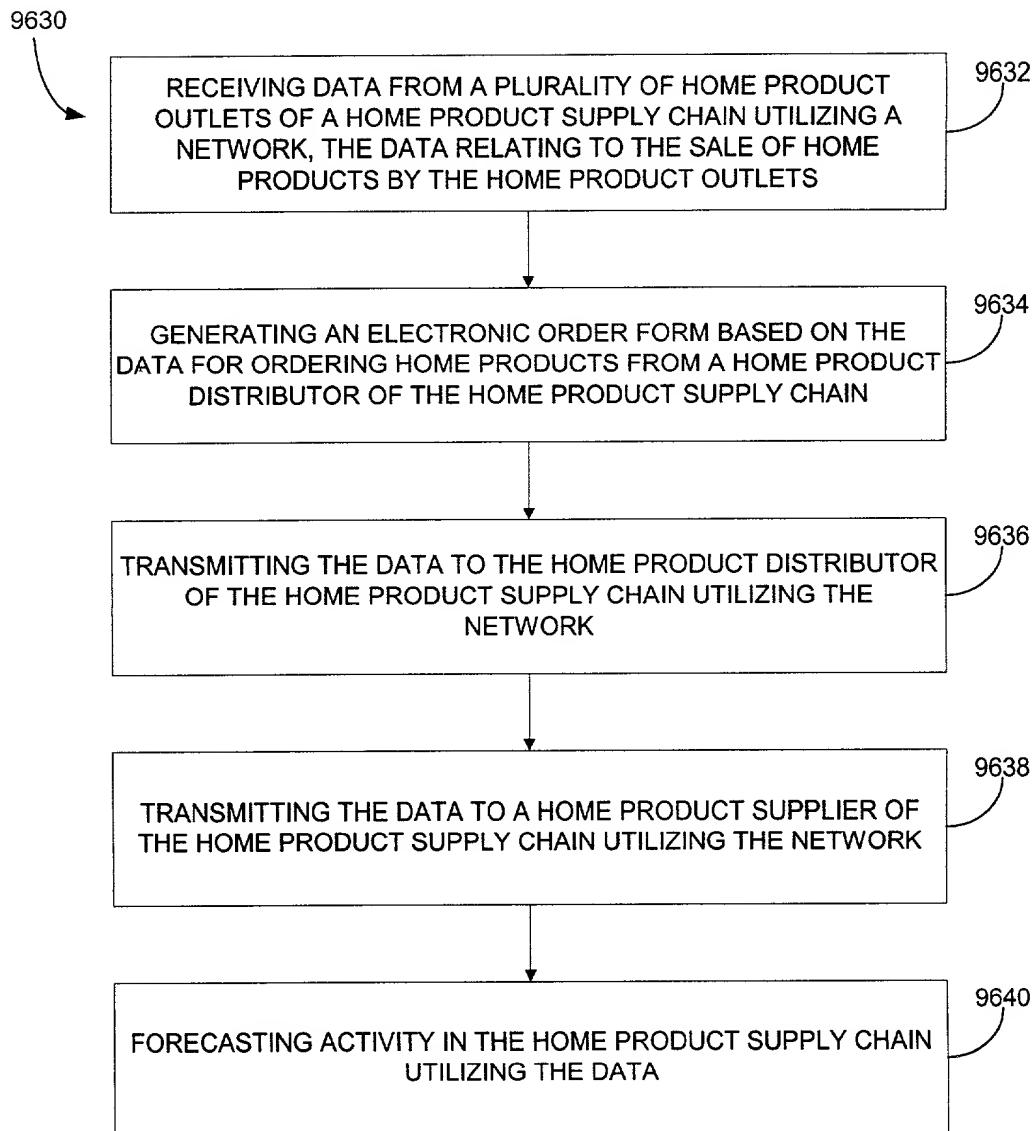 9630
RECEIVING DATA FROM A PLURALITY OF HOME PRODUCT
OUTLETS OF A HOME PRODUCT SUPPLY CHAIN UTILIZING A
NETWORK, THE DATA RELATING TO THE SALE OF HOME
PRODUCTS BY THE HOME PRODUCT OUTLETS
9632
GENERATING AN ELECTRONIC ORDER FORM BASED ON THE
DATA FOR ORDERING HOME PRODUCTS FROM A HOME PRODUCT
DISTRIBUTOR OF THE HOME PRODUCT SUPPLY CHAIN
9634
TRANSMITTING THE DATA TO THE HOME PRODUCT DISTRIBUTOR
OF THE HOME PRODUCT SUPPLY CHAIN UTILIZING THE
NETWORK
9636
TRANSMITTING THE DATA TO A HOME PRODUCT SUPPLIER OF
THE HOME PRODUCT SUPPLY CHAIN UTILIZING THE NETWORK
9638
FORECASTING ACTIVITY IN THE HOME PRODUCT SUPPLY CHAIN
UTILIZING THE DATA
9640